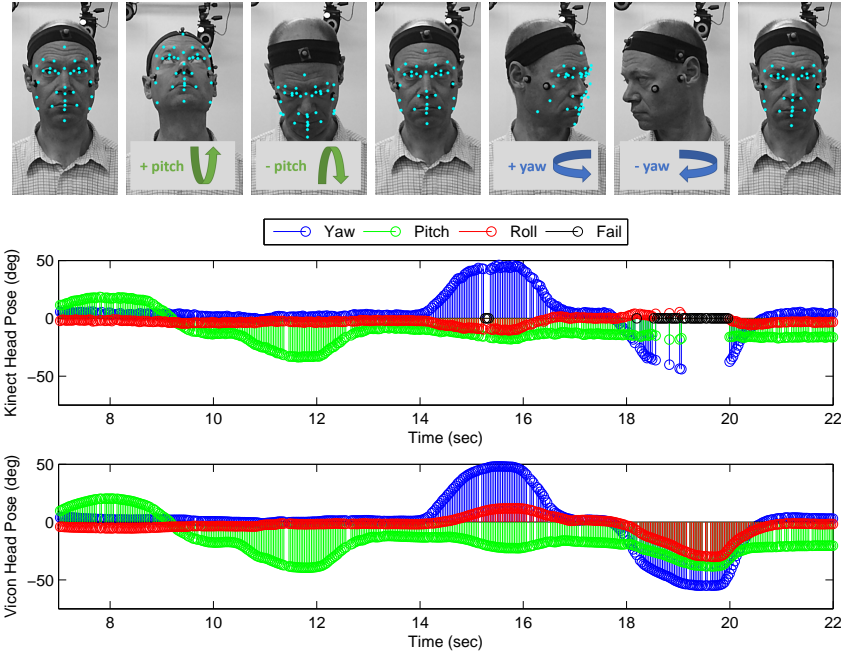 + pitch
- pitch
+ yaw
- yaw
Yaw Pitch Roll Fail
Kinect Head Pose (deg)
50
0
−50
8 10 12 14 16 18 20 22
Time (sec)
Vicon Head Pose (deg)
50
0
−50
8 10 12 14 16 18 20 22
Time (sec)